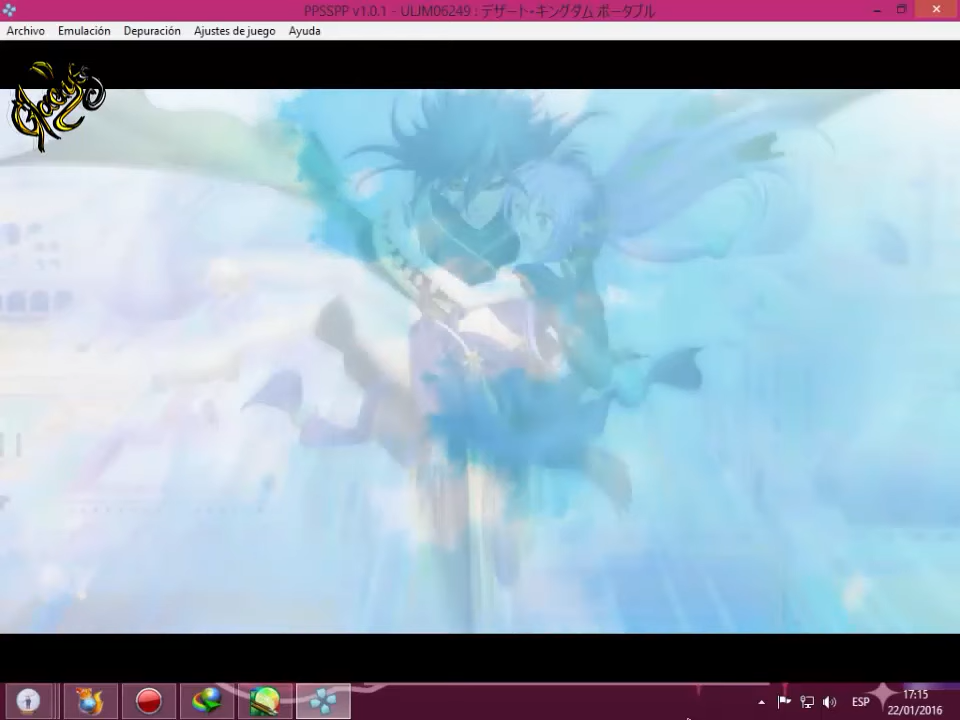 PPSSPP v1.0.1 - ULJM06249 : デザート・キングダム ポータブル
Archivo Emulación Depuración Ajustes de juego Ayuda
ESP
17:15
22/01/2016